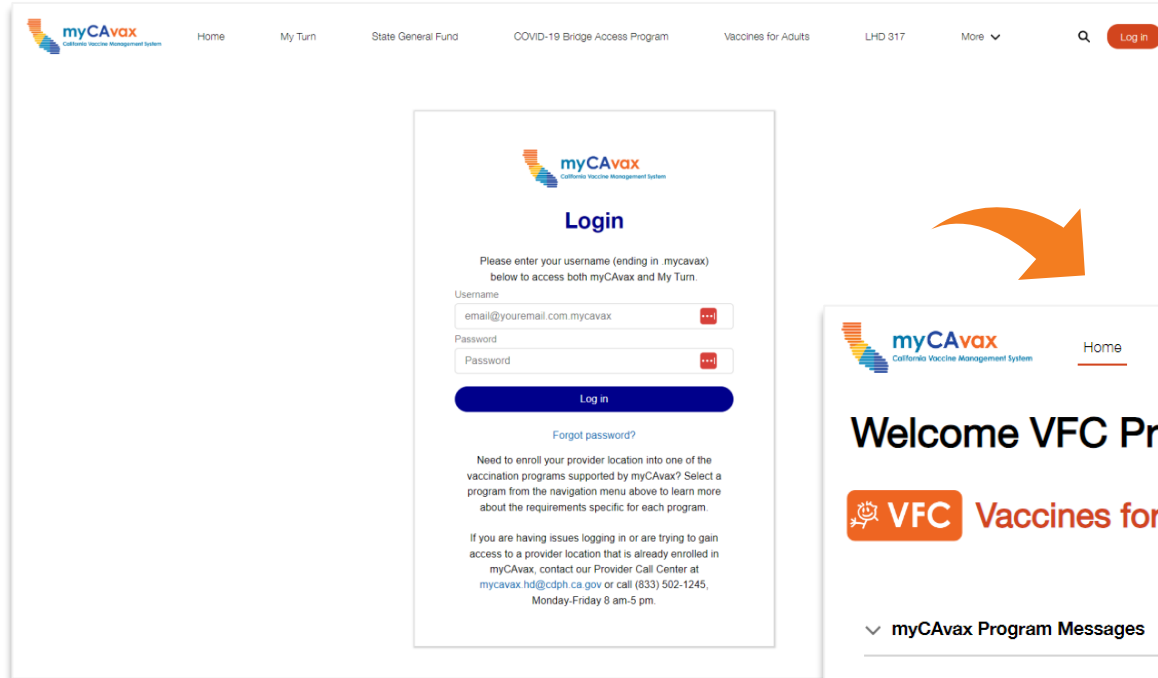 myCAvax
California Vaccine Management System
Home My Turn State General Fund COVID-19 Bridge Access Program Vaccines for Adults LHD 317 More Log in
myCAvax
California Vaccine Management System
Login
Please enter your username (ending in .mycavax)
below to access both myCAvax and My Turn.
Username
email@youremail.com.mycavax
Password
Password
Log in
Forgot password?
Need to enroll your provider location into one of the
vaccination programs supported by myCAvax? Select a
program from the navigation menu above to learn more
about the requirements specific for each program.
If you are having issues logging in or are trying to gain
access to a provider location that is already enrolled in
myCAvax, contact our Provider Call Center at
mycavax.hd@cdph.ca.gov or call (833) 502-1245,
Monday-Friday 8 am-5 pm.
myCAvax
California Vaccine Management System
Home
Welcome VFC Pr
VFC Vaccines for
myCAvax Program Messages